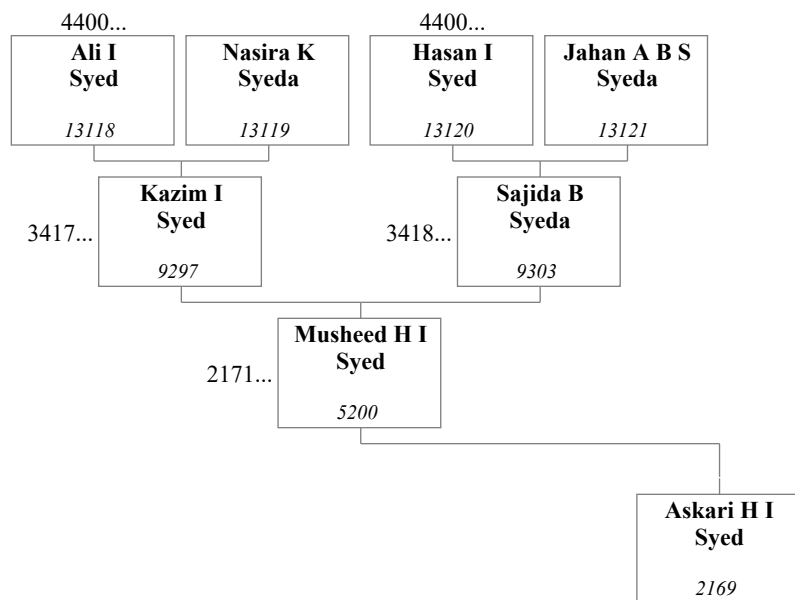 4400...
4400...
Ali I
Syed
13118
Nasira K
Syeda
13119
Hasan I
Syed
13120
Jahan A B S
Syeda
13121
3417...
Kazim I
Syed
9297
3418...
Sajida B
Syeda
9303
2171...
Musheed H I
Syed
5200
Askari H I
Syed
2169